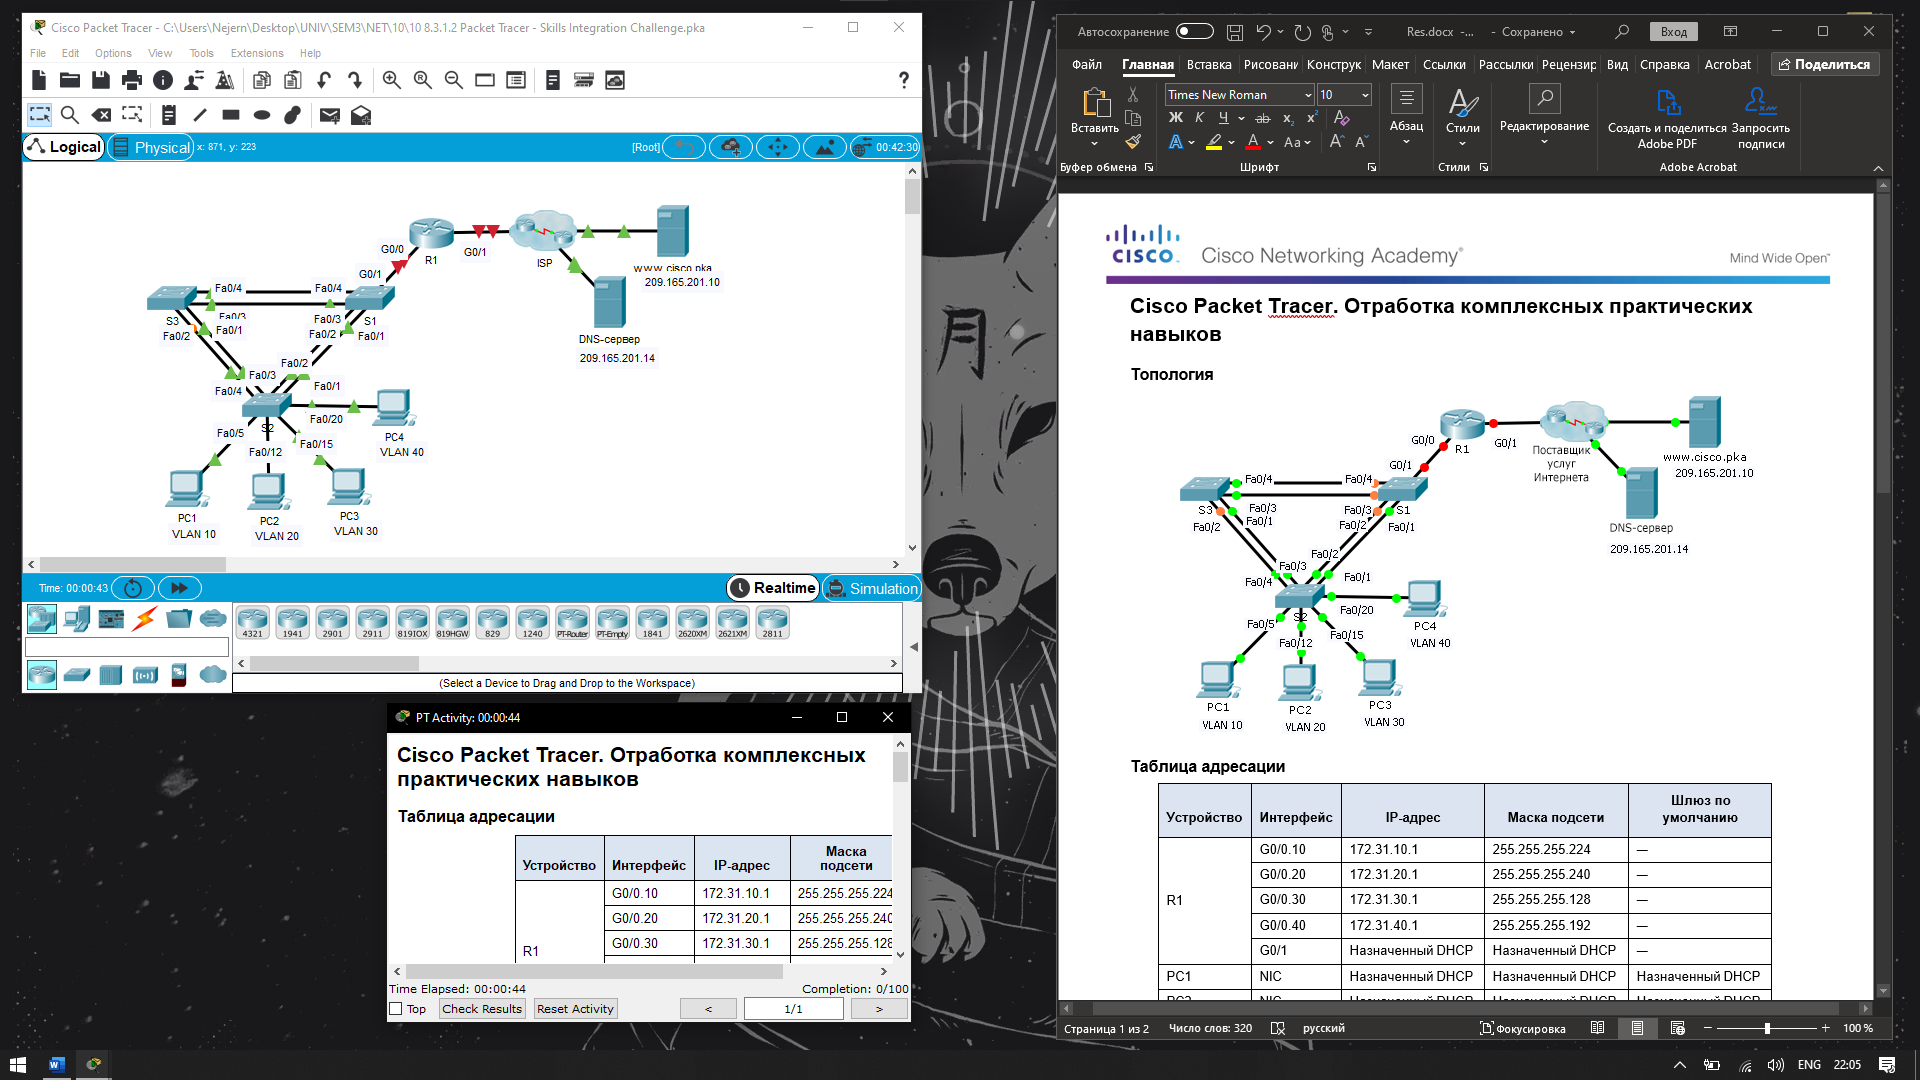 Cisco Packet Tracer - C:\Users\Nejern\Desktop\UNIV\SEM3\NET\10\10 8.3.1.2 Packet Tracer - Skills Integration Challenge.pka
File Edit Options View Tools Extensions Help
?
Logical
Physical
x: 871, y: 223
[Root]
00:42:30
G0/0
R1
G0/1
ISP
www.cisco.pka
209.165.201.10
G0/1
Fa0/4
Fa0/4
S3
Fa0/3
Fa0/3
S1
Fa0/2
Fa0/1
Fa0/2
Fa0/1
DNS-сервер
209.165.201.14
Fa0/2
Fa0/3
Fa0/4
Fa0/1
S2
Fa0/20
Fa0/5
Fa0/12
Fa0/15
PC4
VLAN 40
PC1
VLAN 10
PC2
VLAN 20
PC3
VLAN 30
Time: 00:00:43
Realtime
Simulation
4321 1941 2901 2911 819IOX 819HGW 829 1240 PT-Router PT-Empty 1841 2620XM 2621XM 2811
(Select a Device to Drag and Drop to the Workspace)
PT Activity: 00:00:44
Cisco Packet Tracer. Отработка комплексных
практических навыков
Таблица адресации
Устройство Интерфейс IP-адрес Маска подсети
R1
G0/0.10 172.31.10.1 255.255.255.224
G0/0.20 172.31.20.1 255.255.255.240
G0/0.30 172.31.30.1 255.255.255.128
Time Elapsed: 00:00:44
Completion: 0/100
Top
Check Results
Reset Activity
<
1/1
>
Автосохранение
Res.docx -...
- Сохранено
Вход
Файл Главная Вставка Рисовани Конструк Макет Ссылки Рассылки Рецензир Вид Справка Acrobat Поделиться
Вставить
Буфер обмена
Times New Roman
10
Ж К Ч ab x₂ x²
A A Aa A A
Шрифт
Абзац
Стили
Стили
Редактирование
Создать и поделиться
Adobe PDF
Запросить
подписи
Adobe Acrobat
CISCO. Cisco Networking Academy®
Mind Wide Open™
Cisco Packet Tracer. Отработка комплексных практических
навыков
Топология
G0/0
R1
G0/1
Поставщик
услуг
Интернета
www.cisco.pka
209.165.201.10
G0/1
Fa0/4
Fa0/4
S3
Fa0/3
Fa0/3
S1
Fa0/2
Fa0/1
Fa0/2
Fa0/1
DNS-сервер
209.165.201.14
Fa0/2
Fa0/3
Fa0/4
Fa0/1
S2
Fa0/20
Fa0/5
Fa0/12
Fa0/15
PC4
VLAN 40
PC1
VLAN 10
PC2
VLAN 20
PC3
VLAN 30
Таблица адресации
Устройство Интерфейс IP-адрес Маска подсети Шлюз по умолчанию
R1
G0/0.10 172.31.10.1 255.255.255.224 —
G0/0.20 172.31.20.1 255.255.255.240 —
G0/0.30 172.31.30.1 255.255.255.128 —
G0/0.40 172.31.40.1 255.255.255.192 —
G0/1 Назначенный DHCP Назначенный DHCP —
PC1 NIC Назначенный DHCP Назначенный DHCP Назначенный DHCP
PC2 NIC Назначенный DHCP Назначенный DHCP Назначенный DHCP
Страница 1 из 2
Число слов: 320
русский
Фокусировка
100 %
月
ENG
22:05